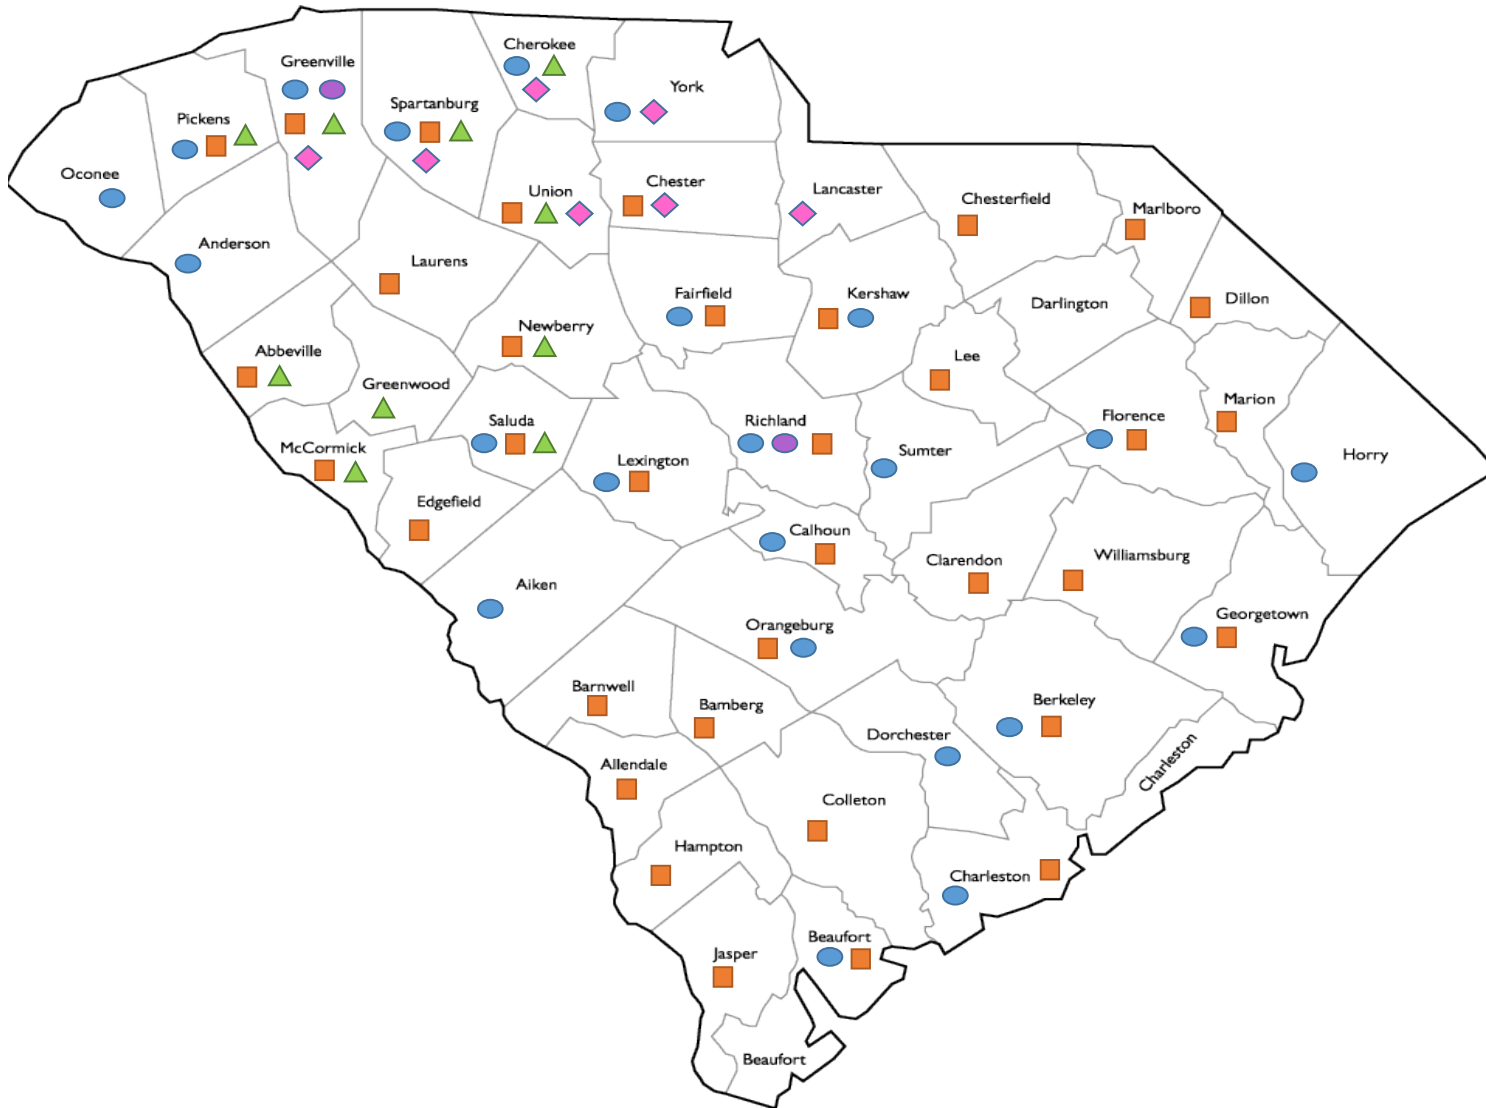 Cherokee
Greenville
York
Spartanburg
Pickens
Oconee
Chester
Union
Lancaster
Chesterfield
Marlboro
Anderson
Laurens
Fairfield
Kershaw
Dillon
Darlington
Newberry
Abbeville
Lee
Greenwood
Marion
Saluda
Richland
Florence
McCormick
Sumter
Horry
Lexington
Edgefield
Calhoun
Williamsburg
Clarendon
Aiken
Georgetown
Orangeburg
Barnwell
Bamberg
Berkeley
Dorchester
Charleston
Allendale
Colleton
Hampton
Charleston
Beaufort
Jasper
Beaufort